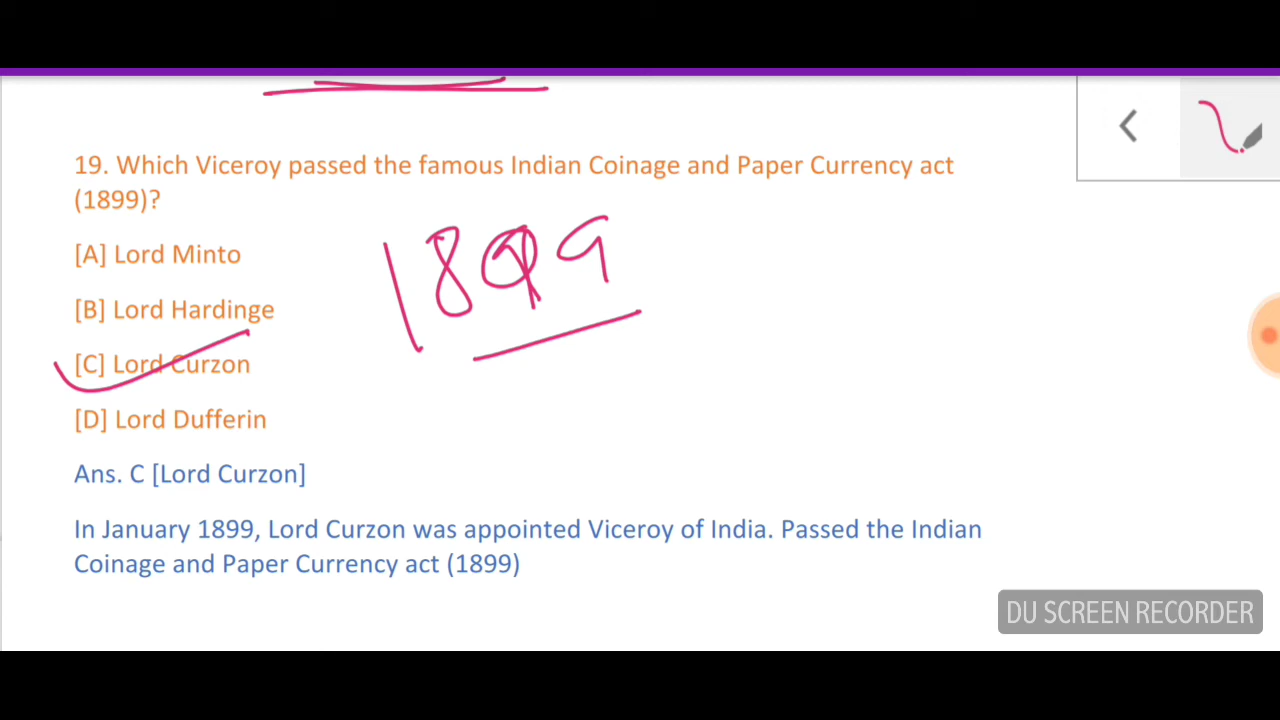 19. Which Viceroy passed the famous Indian Coinage and Paper Currency act
(1899)?
1899
[A] Lord Minto
[B] Lord Hardinge
[C] Lord Curzon
[D] Lord Dufferin
Ans. C [Lord Curzon]
In January 1899, Lord Curzon was appointed Viceroy of India. Passed the Indian
Coinage and Paper Currency act (1899)
DU SCREEN RECORDER